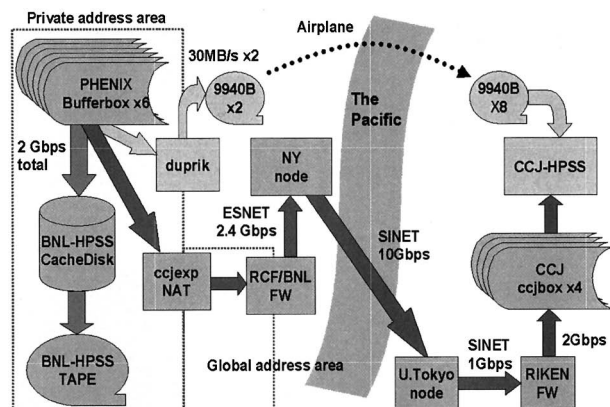 Private address area
Airplane
30MB/s x2
PHENIX
Bufferbox x6
9940B
x2
The
Pacific
9940B
X8
2 Gbps
total
duprik
NY
node
CCJ-HPSS
ESNET
2.4 Gbps
SINET
10Gbps
BNL-HPSS
CacheDisk
ccjexp
NAT
RCF/BNL
FW
CCJ
ccjbox x4
BNL-HPSS
TAPE
Global address area
U.Tokyo
node
SINET
1Gbps
2Gbps
RIKEN
FW